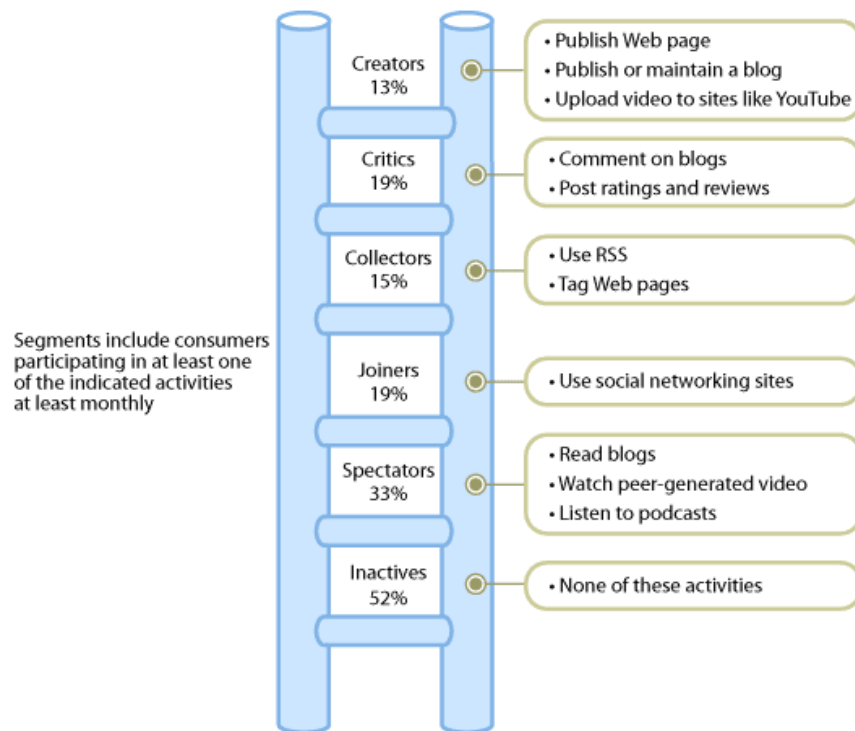 Creators
13%
• Publish Web page
• Publish or maintain a blog
• Upload video to sites like YouTube
Critics
19%
• Comment on blogs
• Post ratings and reviews
Collectors
15%
• Use RSS
• Tag Web pages
Segments include consumers
participating in at least one
of the indicated activities
at least monthly
Joiners
19%
• Use social networking sites
Spectators
33%
• Read blogs
• Watch peer-generated video
• Listen to podcasts
Inactives
52%
• None of these activities